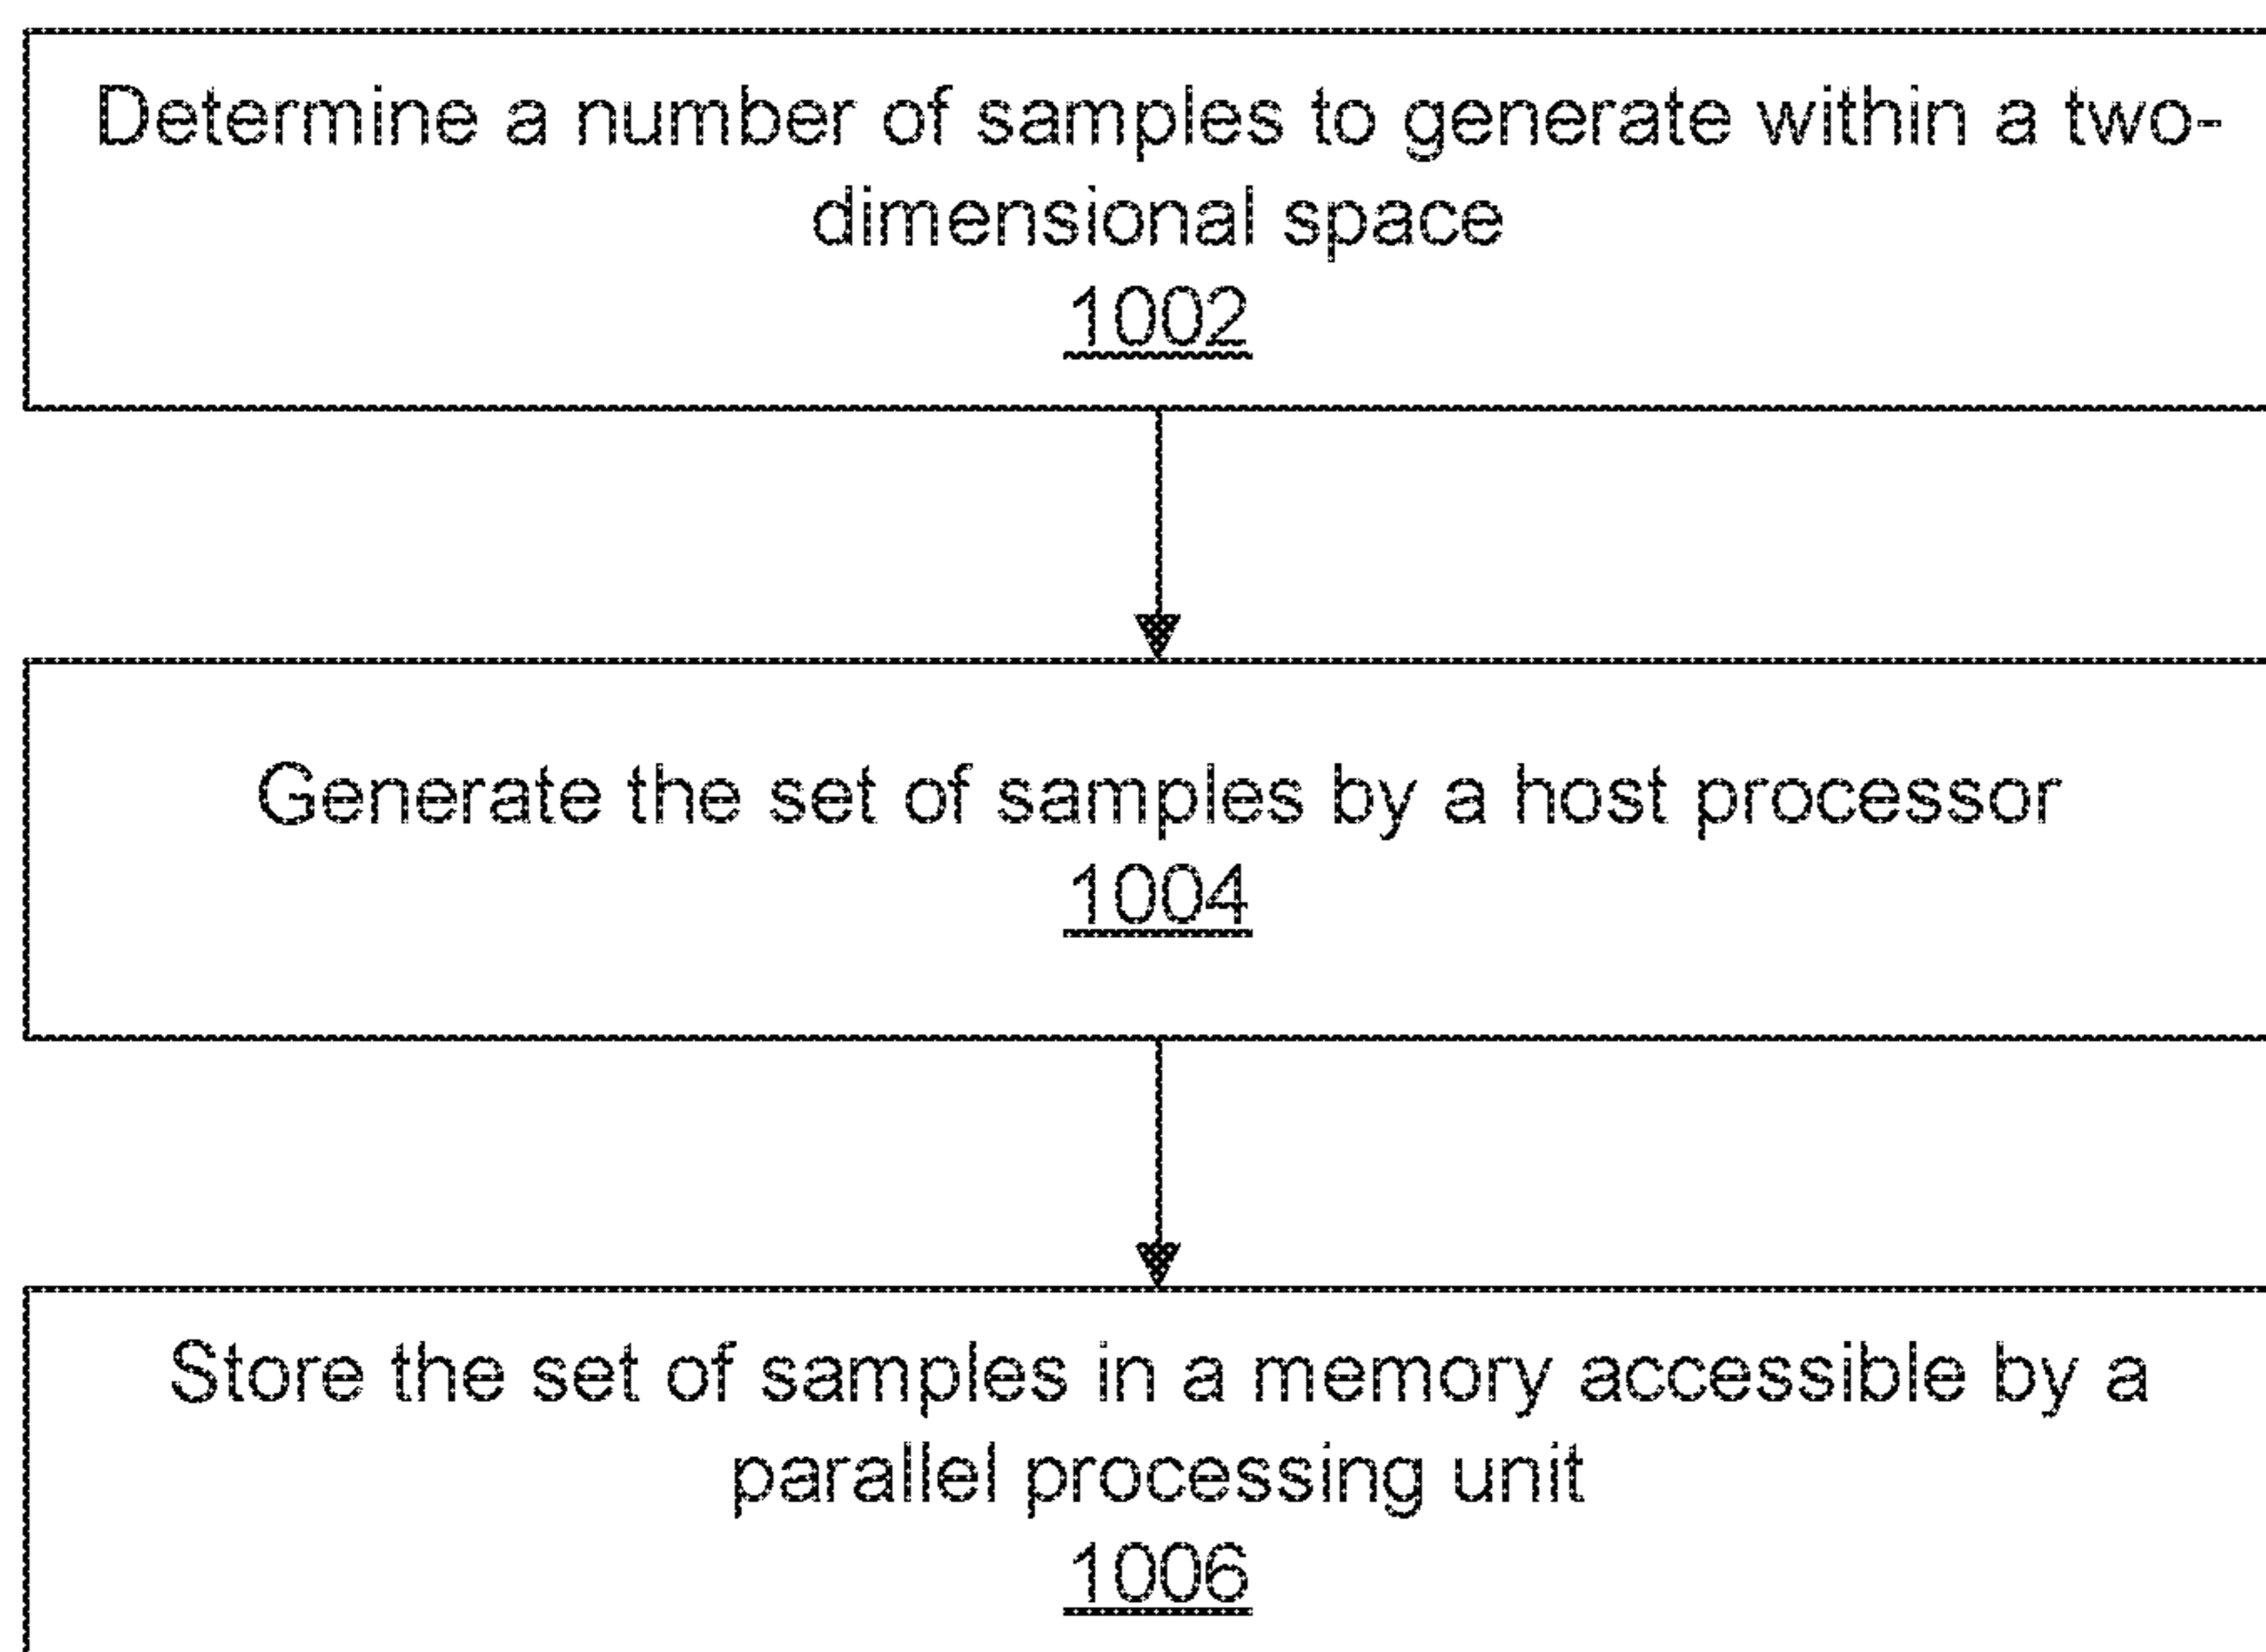 Determine a number of samples to generate within a two-
dimensional space
1002
Generate the set of samples by a host processor
1004
Store the set of samples in a memory accessible by a
parallel processing unit
1006